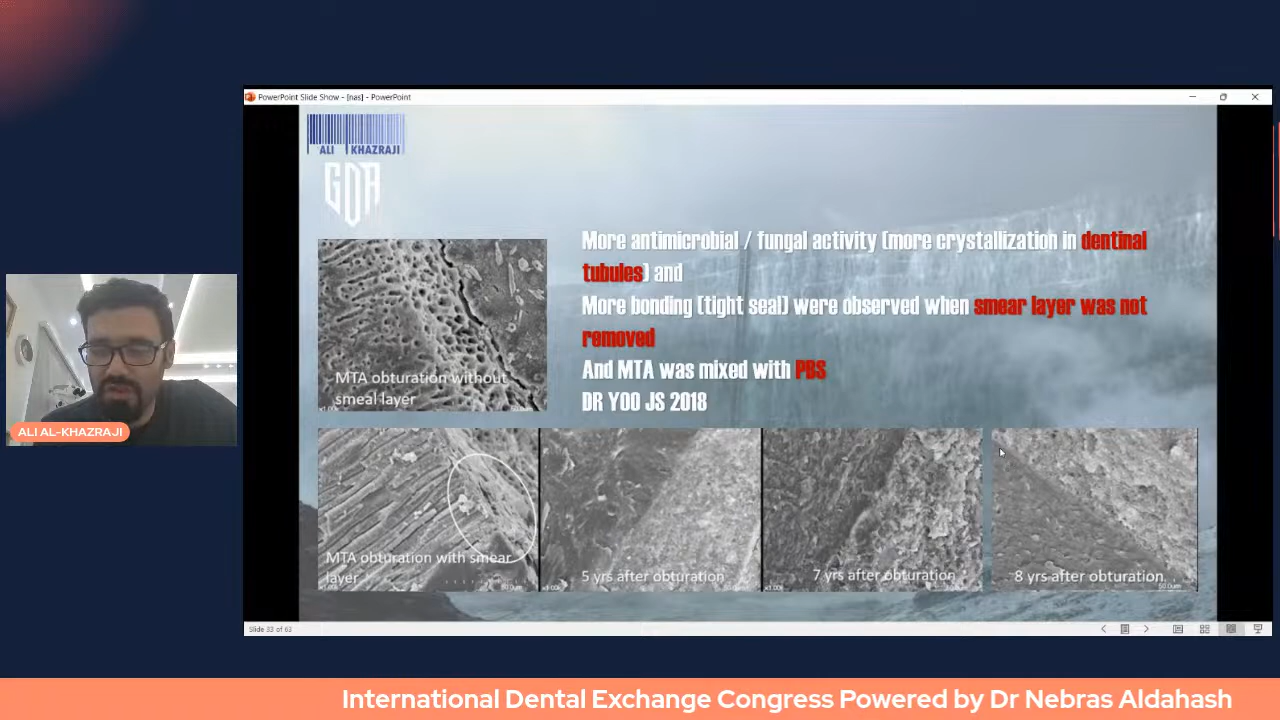 PowerPoint Slide Show - [nas] - PowerPoint
ALI KHAZRAJI
GDA
More antimicrobial / fungal activity (more crystallization in dentinal
tubules) and
More bonding (tight seal) were observed when smear layer was not
removed
And MTA was mixed with PBS
DR YOO JS 2018
MTA obturation without
smeal layer
MTA obturation with smear
layer
5 yrs after obturation
7 yrs after obturation
8 yrs after obturation
ALI AL-KHAZRAJI
Slide 33 of 63
International Dental Exchange Congress Powered by Dr Nebras Aldahash